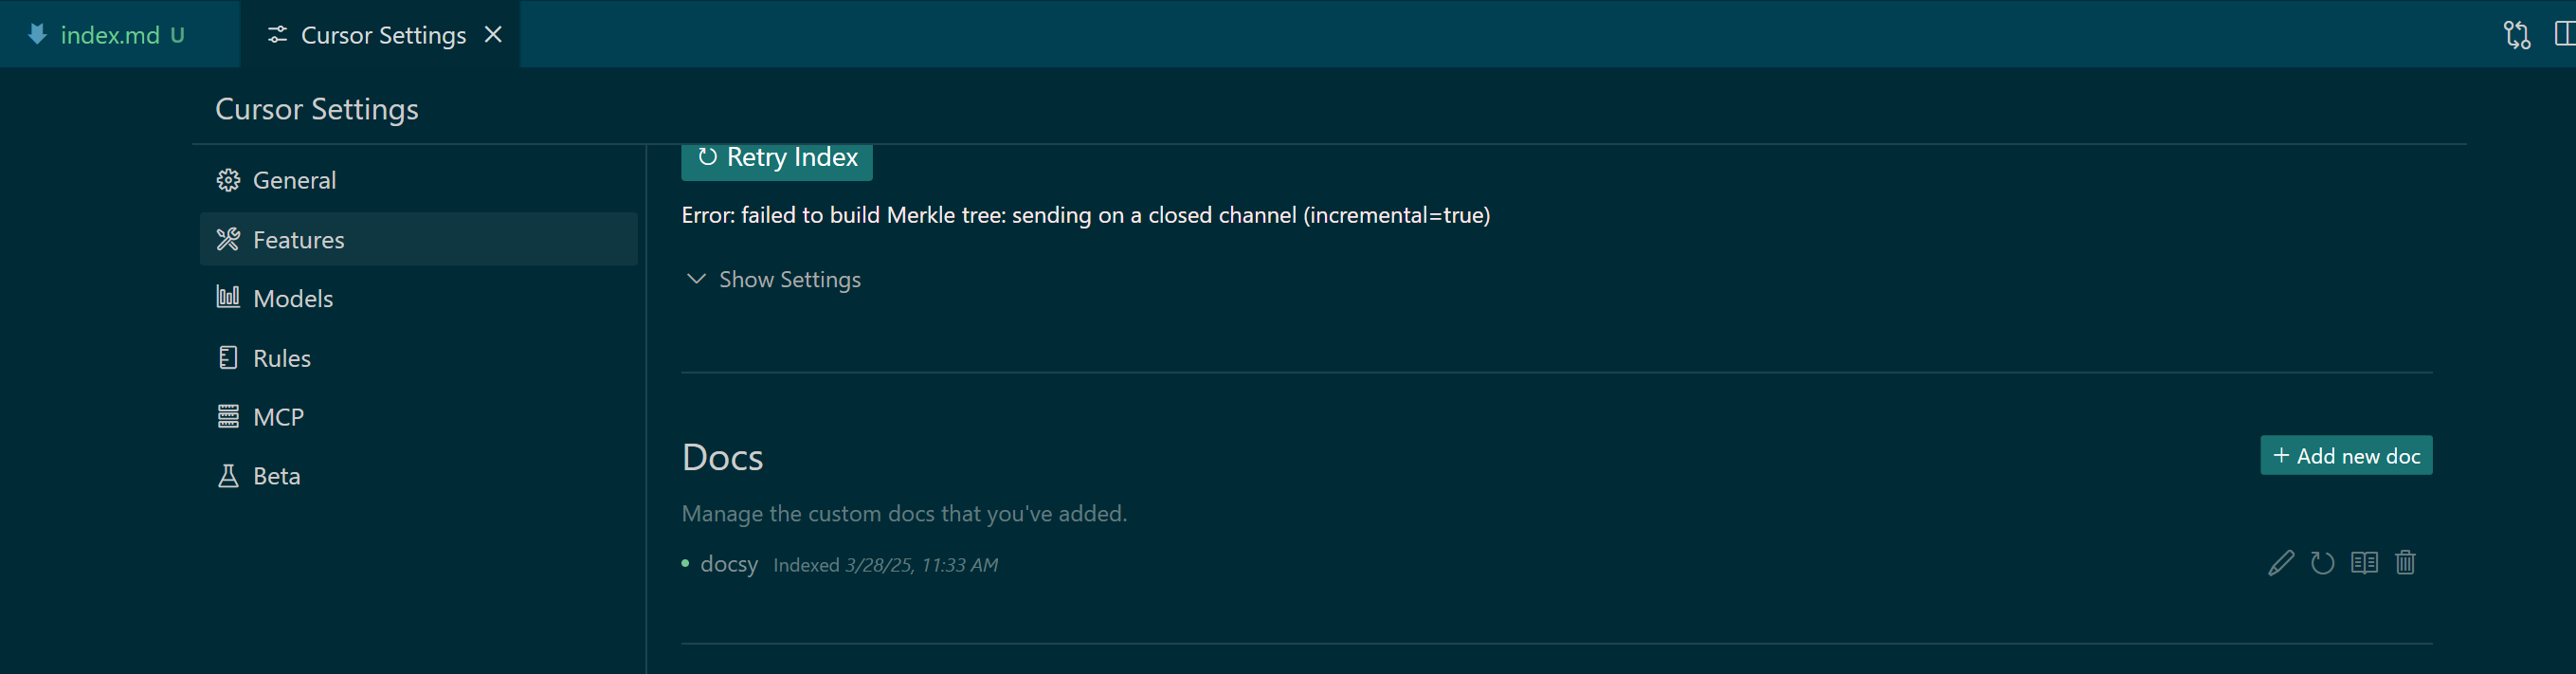 index.md U
Cursor Settings
Cursor Settings
General
Features
Models
Rules
MCP
Beta
Retry Index
Error: failed to build Merkle tree: sending on a closed channel (incremental=true)
Show Settings
Docs
+ Add new doc
Manage the custom docs that you've added.
docsy Indexed 3/28/25, 11:33 AM